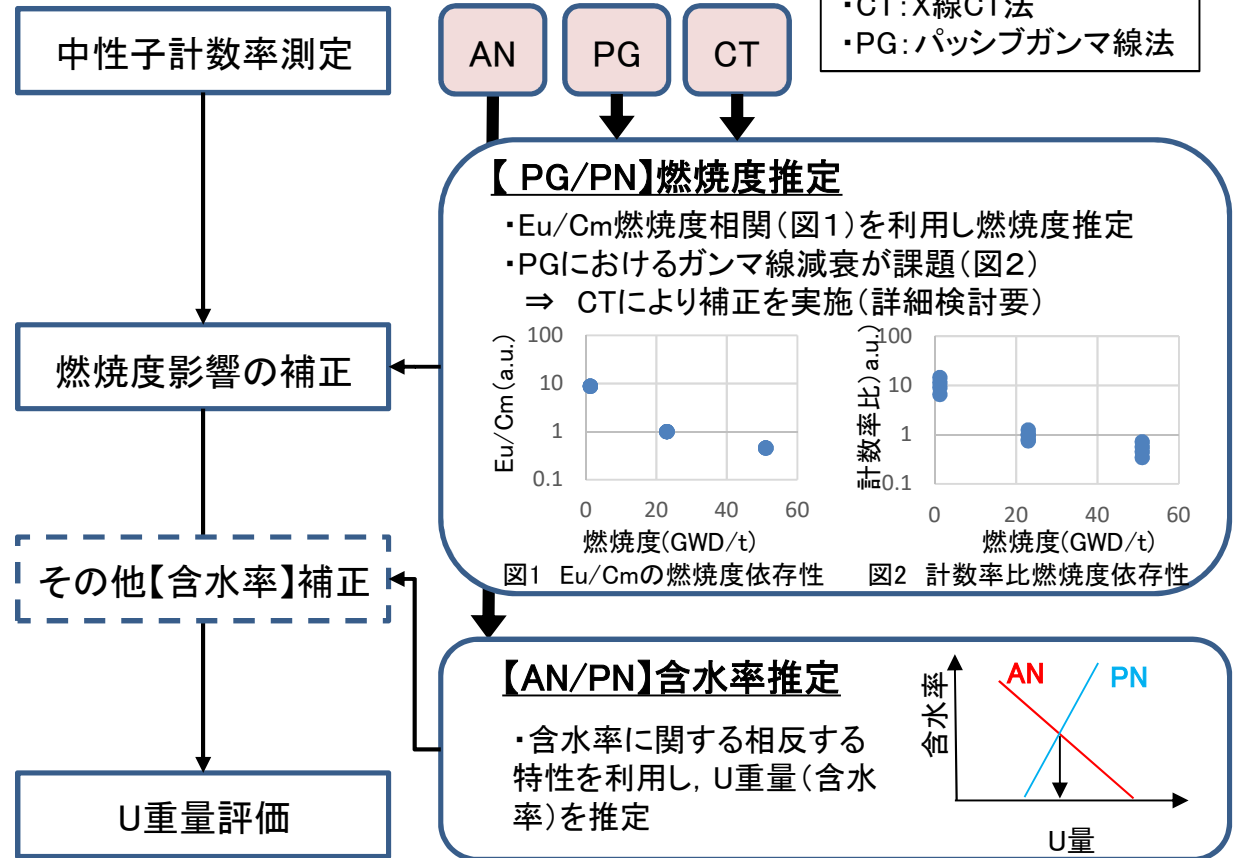 ・CT：X線CT法
・PG：パッシブガンマ線法
中性子計数率測定
AN
PG
CT
【 PG/PN】燃焼度推定
・Eu/Cm燃焼度相関（図１）を利用し燃焼度推定
・PGにおけるガンマ線減衰が課題（図２）
⇒ CTにより補正を実施（詳細検討要）
燃焼度影響の補正
Eu/Cm（a.u.）
100
10
1
0.1
0
20
40
60
燃焼度(GWD/t)
図1 Eu/Cmの燃焼度依存性
計数率比）a.u.）
100
10
1
0.1
0
20
40
60
燃焼度(GWD/t)
図2 計数率比燃焼度依存性
その他【含水率】補正
【AN/PN】含水率推定
・含水率に関する相反する
特性を利用し，U重量（含水
率）を推定
含水率
AN
PN
U量
U重量評価